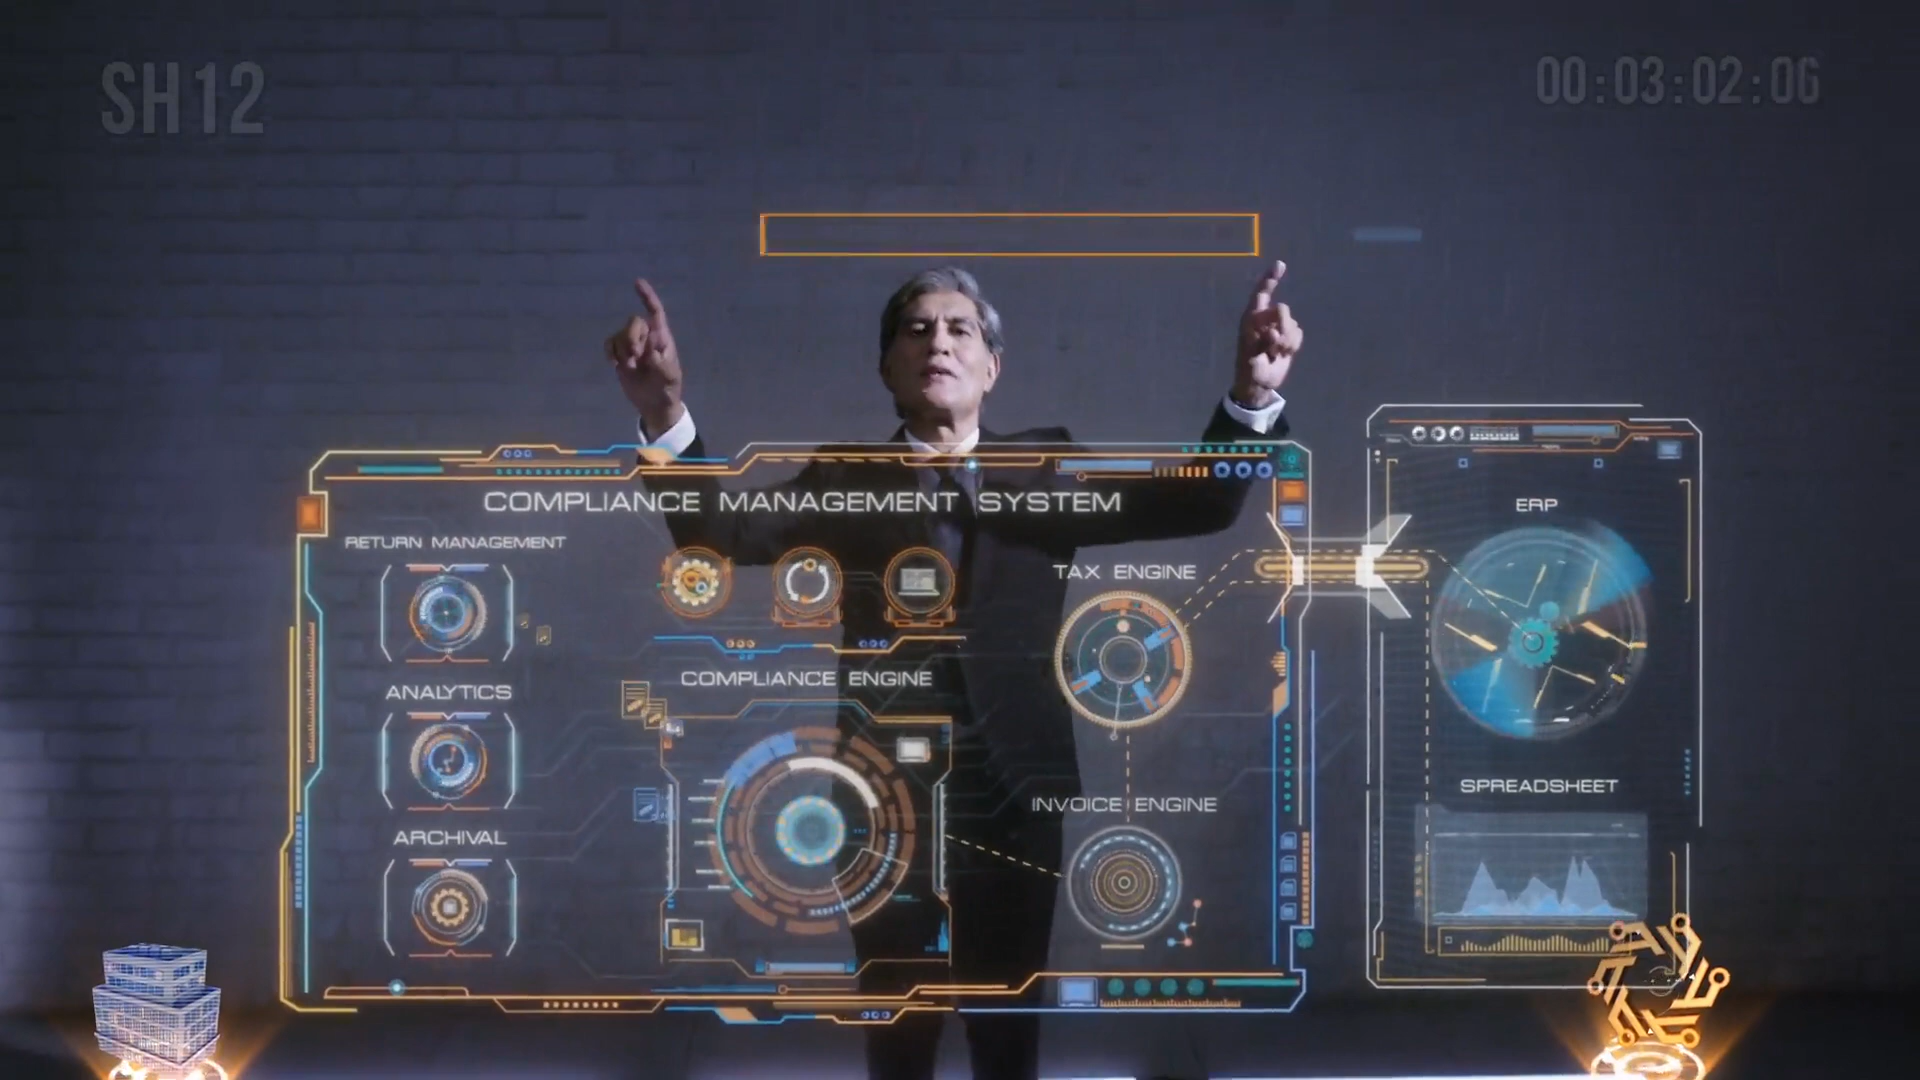 SH12
00:03:02:06
COMPLIANCE MANAGEMENT SYSTEM
RETURN MANAGEMENT
ANALYTICS
ARCHIVAL
COMPLIANCE ENGINE
TAX ENGINE
INVOICE ENGINE
ERP
SPREADSHEET